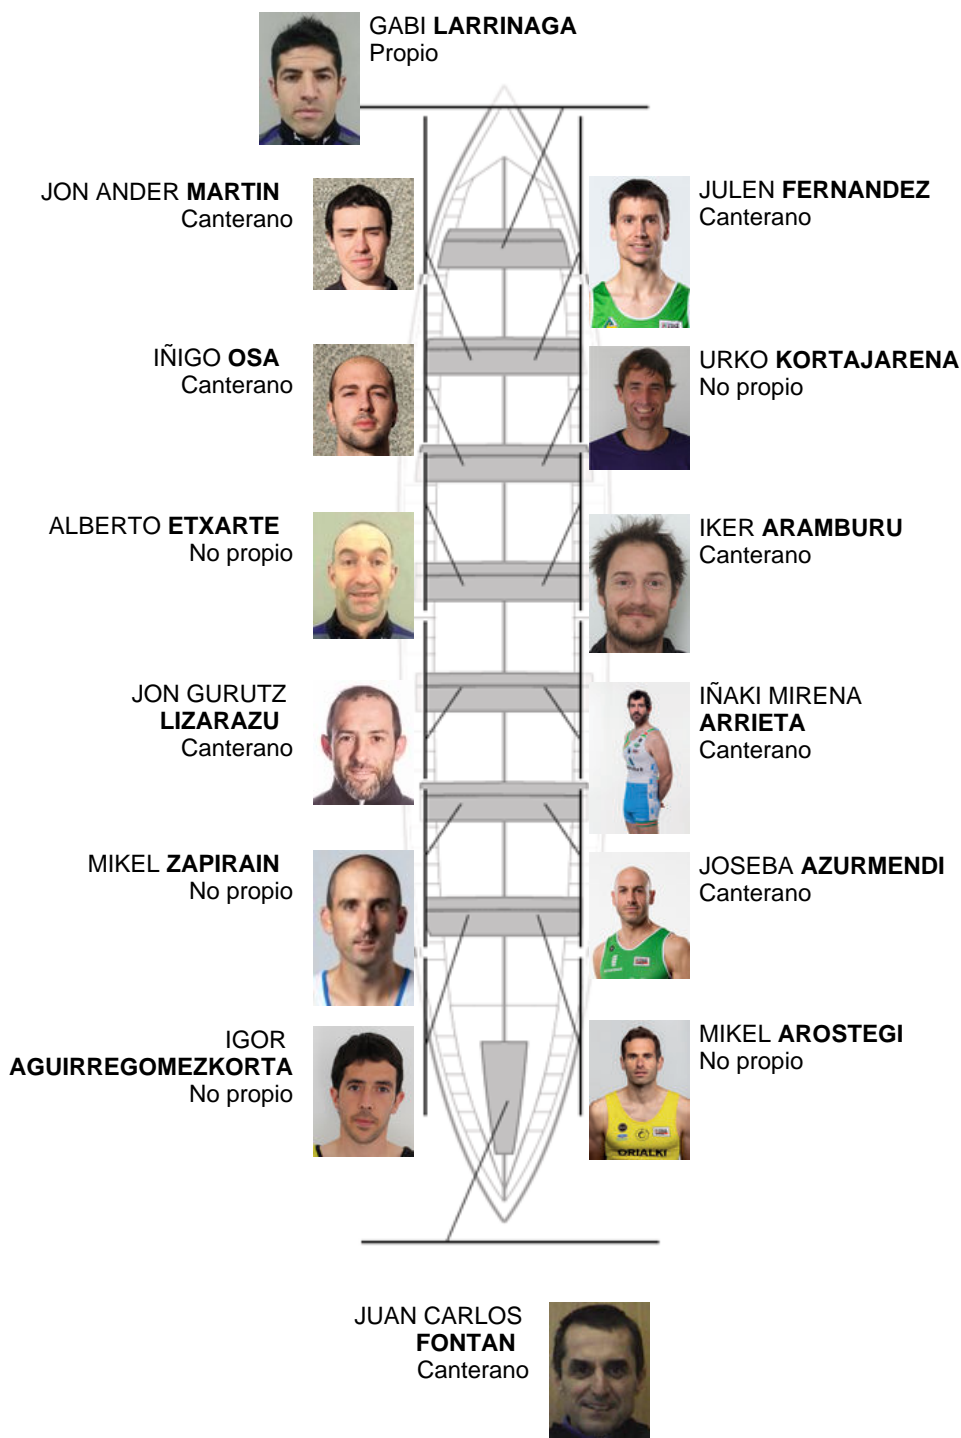 GABI LARRINAGA
Propio
JON ANDER MARTIN
Canterano
JULEN FERNANDEZ
Canterano
IÑIGO OSA
Canterano
URKO KORTAJARENA
No propio
ALBERTO ETXARTE
No propio
IKER ARAMBURU
Canterano
JON GURUTZ
LIZARAZU
Canterano
IÑAKI MIRENA
ARRIETA
Canterano
MIKEL ZAPIRAIN
No propio
JOSEBA AZURMENDI
Canterano
IGOR
AGUIRREGOMEZKORTA
No propio
MIKEL AROSTEGI
No propio
ORIALKI
JUAN CARLOS
FONTAN
Canterano